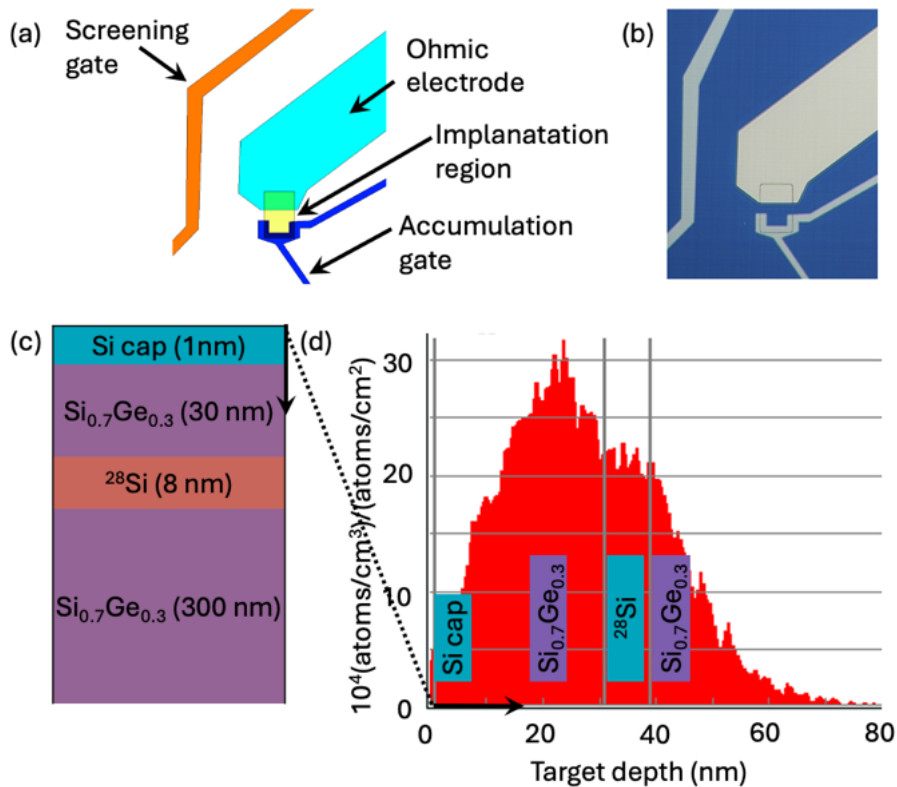 (a)
Screening
gate
Ohmic
electrode
Implanatation
region
Accumulation
gate
(b)
(c)
Si cap (1nm)
Si₀.₇Ge₀.₃ (30 nm)
²⁸Si (8 nm)
Si₀.₇Ge₀.₃ (300 nm)
(d)
10⁴(atoms/cm³)/(atoms/cm²)
30
20
10
0
Si cap
Si₀.₇Ge₀.₃
²⁸Si
Si₀.₇Ge₀.₃
0 20 40 60 80
Target depth (nm)